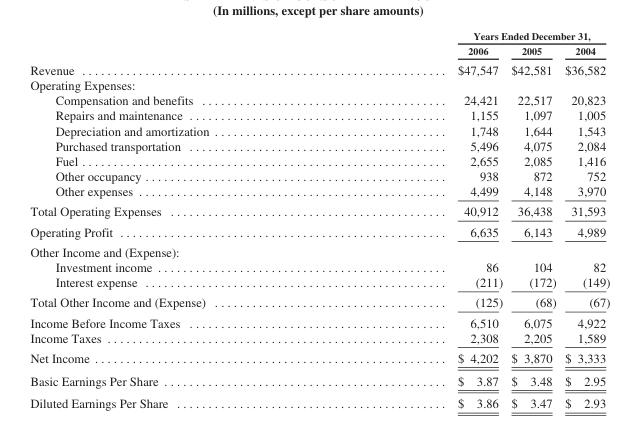 (In millions, except per share amounts)
Years Ended December 31,
2006 2005 2004
Revenue $47,547 $42,581 $36,582
Operating Expenses:
Compensation and benefits 24,421 22,517 20,823
Repairs and maintenance 1,155 1,097 1,005
Depreciation and amortization 1,748 1,644 1,543
Purchased transportation 5,496 4,075 2,084
Fuel 2,655 2,085 1,416
Other occupancy 938 872 752
Other expenses 4,499 4,148 3,970
Total Operating Expenses 40,912 36,438 31,593
Operating Profit 6,635 6,143 4,989
Other Income and (Expense):
Investment income 86 104 82
Interest expense (211) (172) (149)
Total Other Income and (Expense) (125) (68) (67)
Income Before Income Taxes 6,510 6,075 4,922
Income Taxes 2,308 2,205 1,589
Net Income $ 4,202 $ 3,870 $ 3,333
Basic Earnings Per Share $ 3.87 $ 3.48 $ 2.95
Diluted Earnings Per Share $ 3.86 $ 3.47 $ 2.93